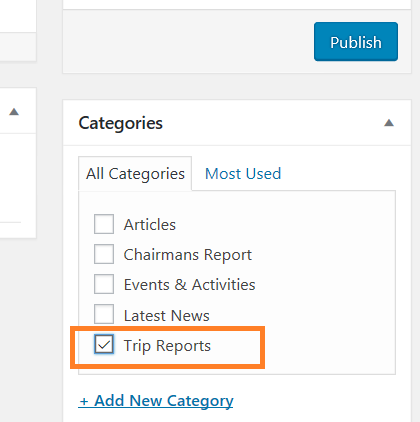 Publish
Categories
All Categories Most Used
Articles
Chairmans Report
Events & Activities
Latest News
Trip Reports
+ Add New Category